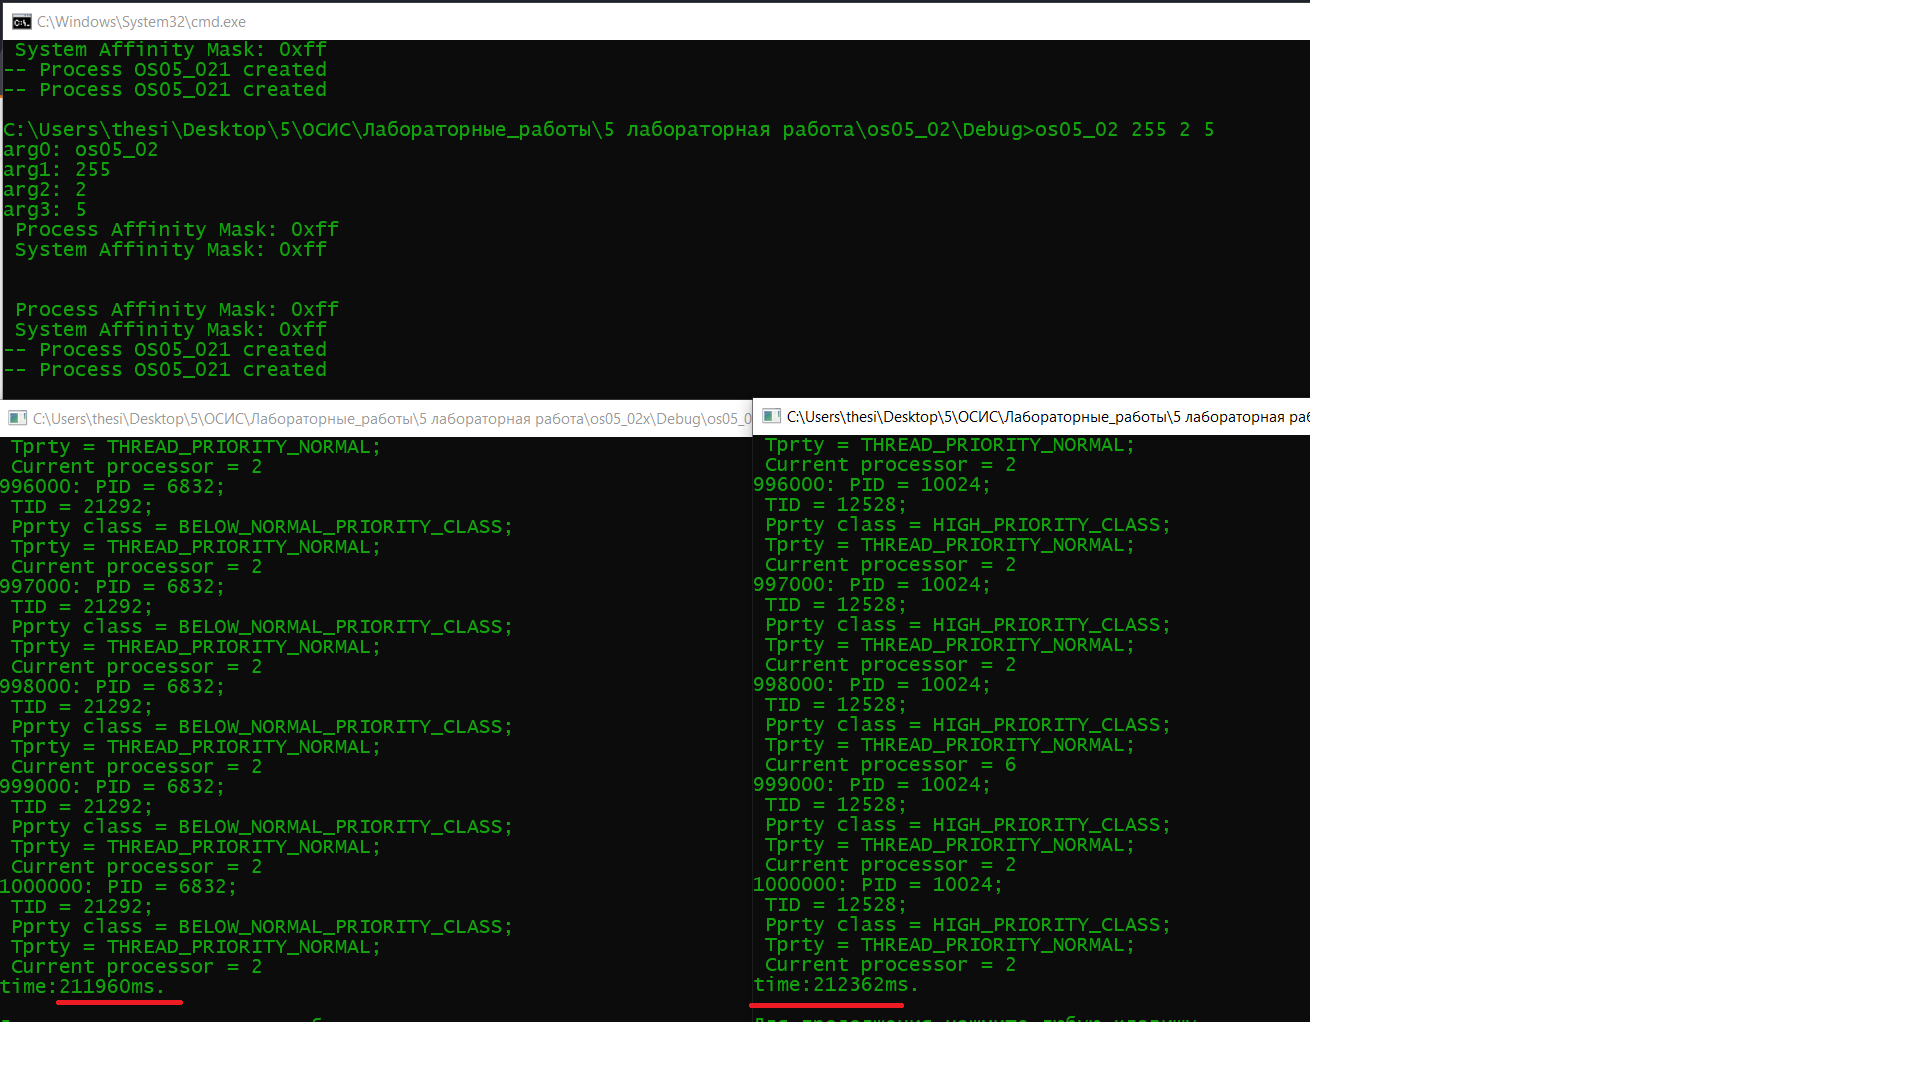 C:\Windows\System32\cmd.exe
System Affinity Mask: 0xff
-- Process OS05_021 created
-- Process OS05_021 created
C:\Users\thesi\Desktop\5\ОСИС\Лабораторные_работы\5 лабораторная работа\os05_02\Debug>os05_02 255 2 5
arg0: os05_02
arg1: 255
arg2: 2
arg3: 5
Process Affinity Mask: 0xff
System Affinity Mask: 0xff
Process Affinity Mask: 0xff
System Affinity Mask: 0xff
-- Process OS05_021 created
-- Process OS05_021 created
C:\Users\thesi\Desktop\5\ОСИС\Лабораторные_работы\5 лабораторная работа\os05_02x\Debug\os05_0
Tprty = THREAD_PRIORITY_NORMAL;
Current processor = 2
996000: PID = 6832;
TID = 21292;
Pprty class = BELOW_NORMAL_PRIORITY_CLASS;
Tprty = THREAD_PRIORITY_NORMAL;
Current processor = 2
997000: PID = 6832;
TID = 21292;
Pprty class = BELOW_NORMAL_PRIORITY_CLASS;
Tprty = THREAD_PRIORITY_NORMAL;
Current processor = 2
998000: PID = 6832;
TID = 21292;
Pprty class = BELOW_NORMAL_PRIORITY_CLASS;
Tprty = THREAD_PRIORITY_NORMAL;
Current processor = 2
999000: PID = 6832;
TID = 21292;
Pprty class = BELOW_NORMAL_PRIORITY_CLASS;
Tprty = THREAD_PRIORITY_NORMAL;
Current processor = 2
1000000: PID = 6832;
TID = 21292;
Pprty class = BELOW_NORMAL_PRIORITY_CLASS;
Tprty = THREAD_PRIORITY_NORMAL;
Current processor = 2
time:211960ms.
C:\Users\thesi\Desktop\5\ОСИС\Лабораторные_работы\5 лабораторная раб
Tprty = THREAD_PRIORITY_NORMAL;
Current processor = 2
996000: PID = 10024;
TID = 12528;
Pprty class = HIGH_PRIORITY_CLASS;
Tprty = THREAD_PRIORITY_NORMAL;
Current processor = 2
997000: PID = 10024;
TID = 12528;
Pprty class = HIGH_PRIORITY_CLASS;
Tprty = THREAD_PRIORITY_NORMAL;
Current processor = 2
998000: PID = 10024;
TID = 12528;
Pprty class = HIGH_PRIORITY_CLASS;
Tprty = THREAD_PRIORITY_NORMAL;
Current processor = 6
999000: PID = 10024;
TID = 12528;
Pprty class = HIGH_PRIORITY_CLASS;
Tprty = THREAD_PRIORITY_NORMAL;
Current processor = 2
1000000: PID = 10024;
TID = 12528;
Pprty class = HIGH_PRIORITY_CLASS;
Tprty = THREAD_PRIORITY_NORMAL;
Current processor = 2
time:212362ms.
Для продолжения нажмите любую клавишу